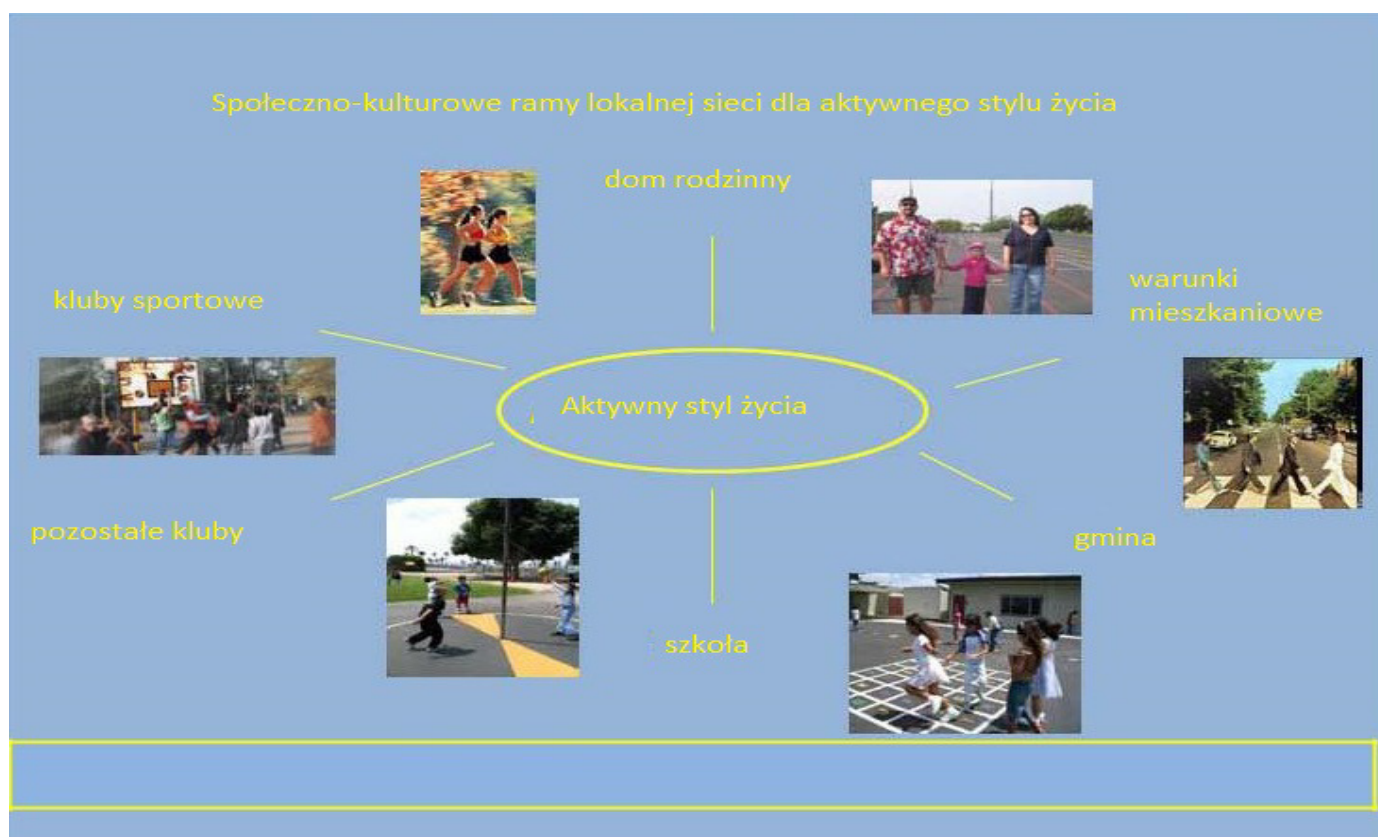 Społeczno-kulturowe ramy lokalnej sieci dla aktywnego stylu życia
dom rodzinny
warunki
mieszkaniowe
kluby sportowe
Aktywny styl życia
pozostałe kluby
gmina
szkoła